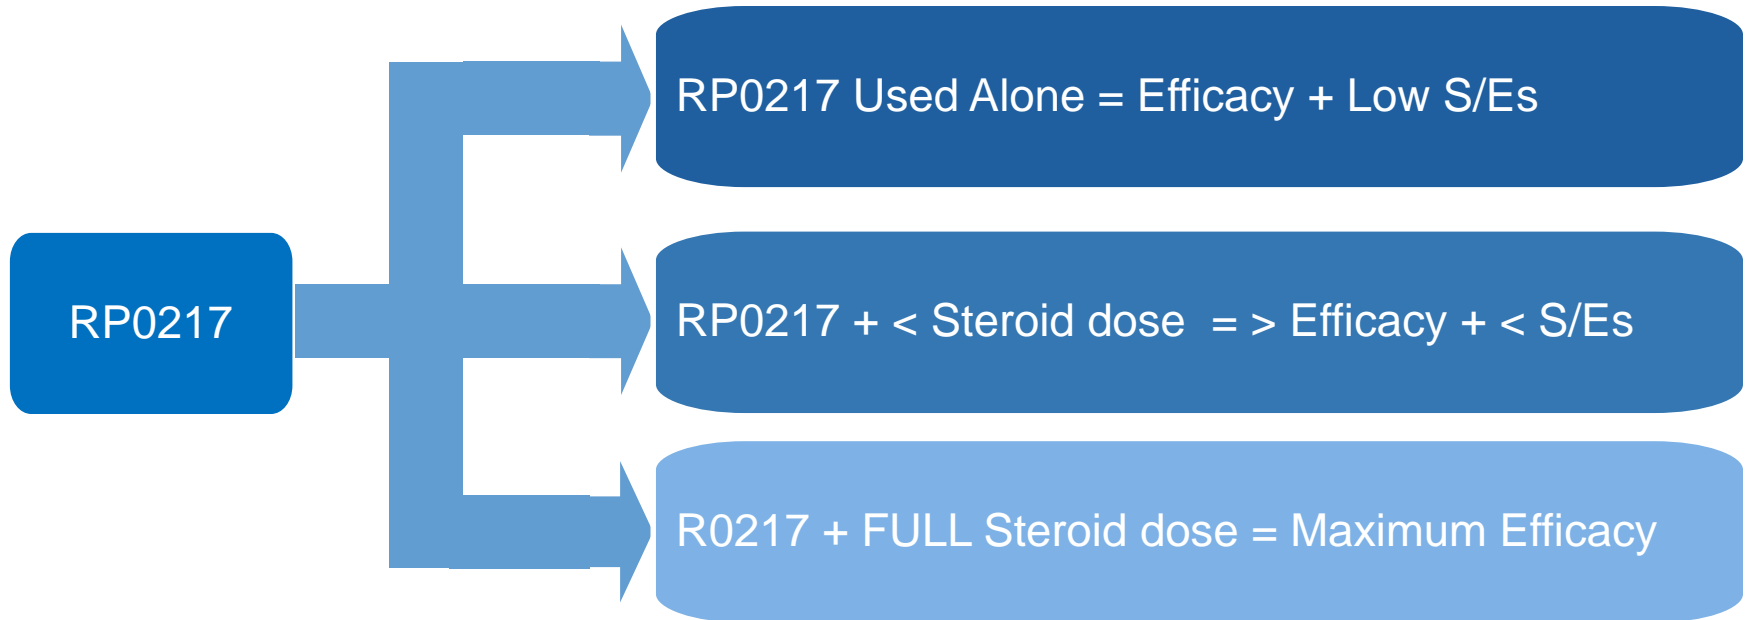 RP0217 Used Alone = Efficacy + Low S/Es
RP0217
RP0217 + < Steroid dose = > Efficacy + < S/Es
R0217 + FULL Steroid dose = Maximum Efficacy